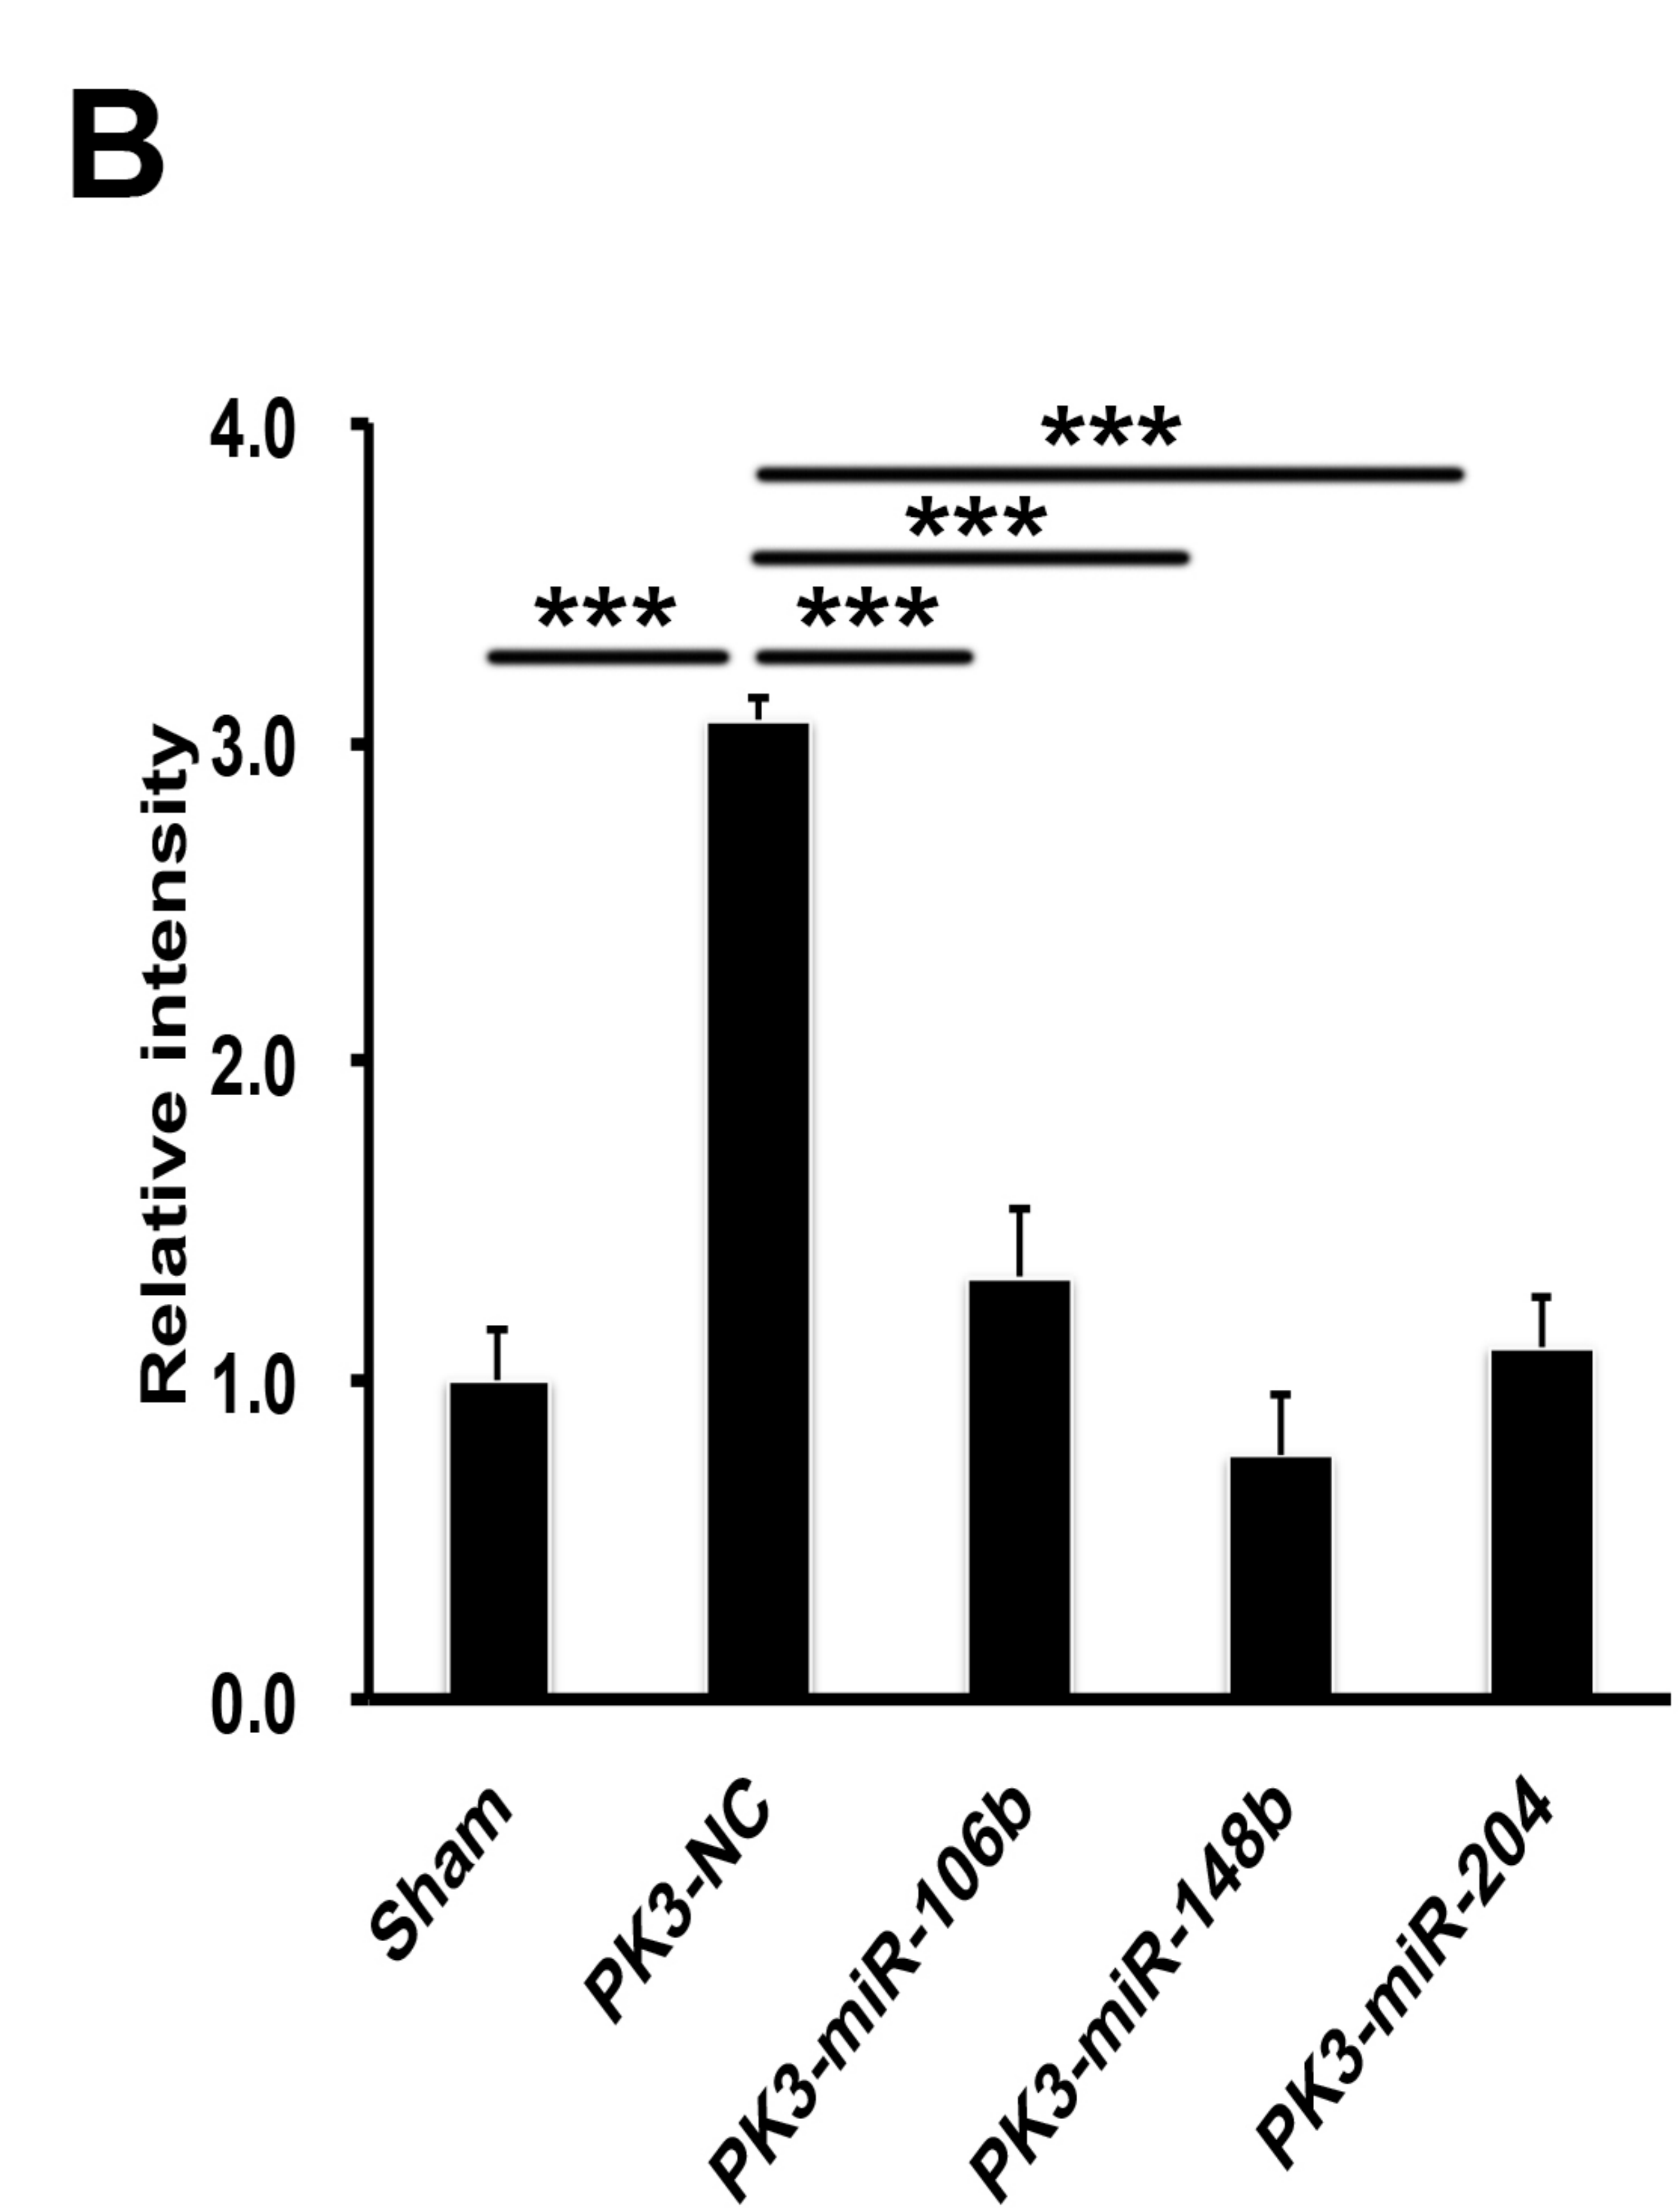 B
4.0
***
***
*** ***
3.0
2.0
1.0
0.0
Relative intensity
Sham
PK3-NC
PK3-miR-106b
PK3-miR-148b
PK3-miR-204